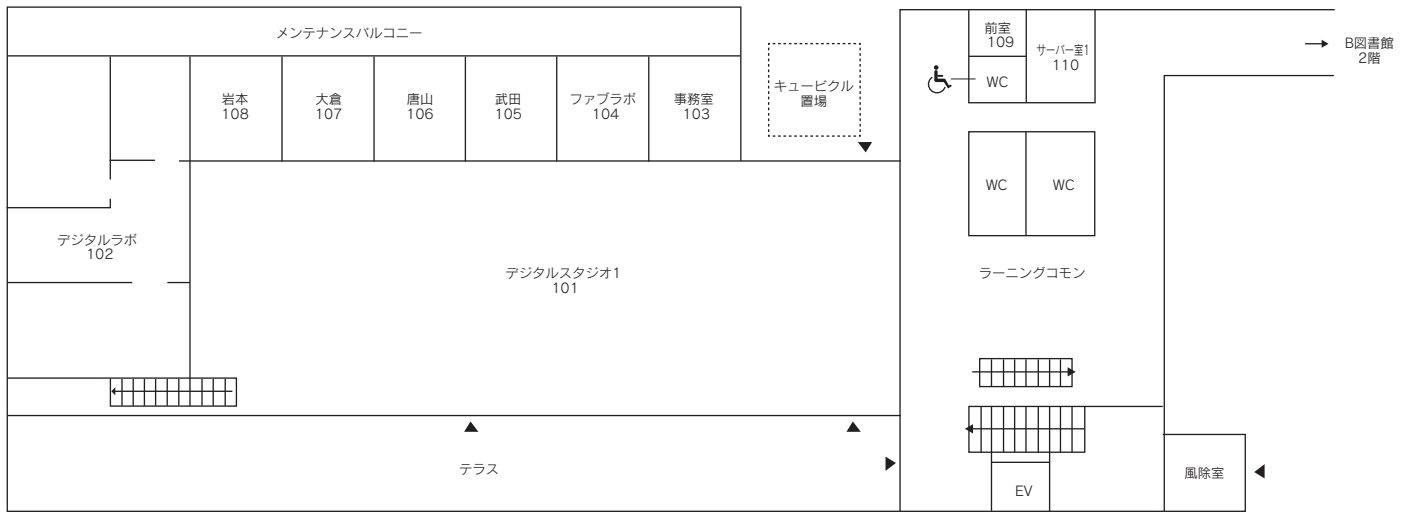 メンテナンスバルコニー
前室
109
サーバー室1
110
B図書館
2階
WC
キュービクル
置場
岩本
108
大倉
107
唐山
106
武田
105
ファブラボ
104
事務室
103
WC
WC
デジタルラボ
102
デジタルスタジオ1
101
ラーニングコモン
テラス
EV
風除室